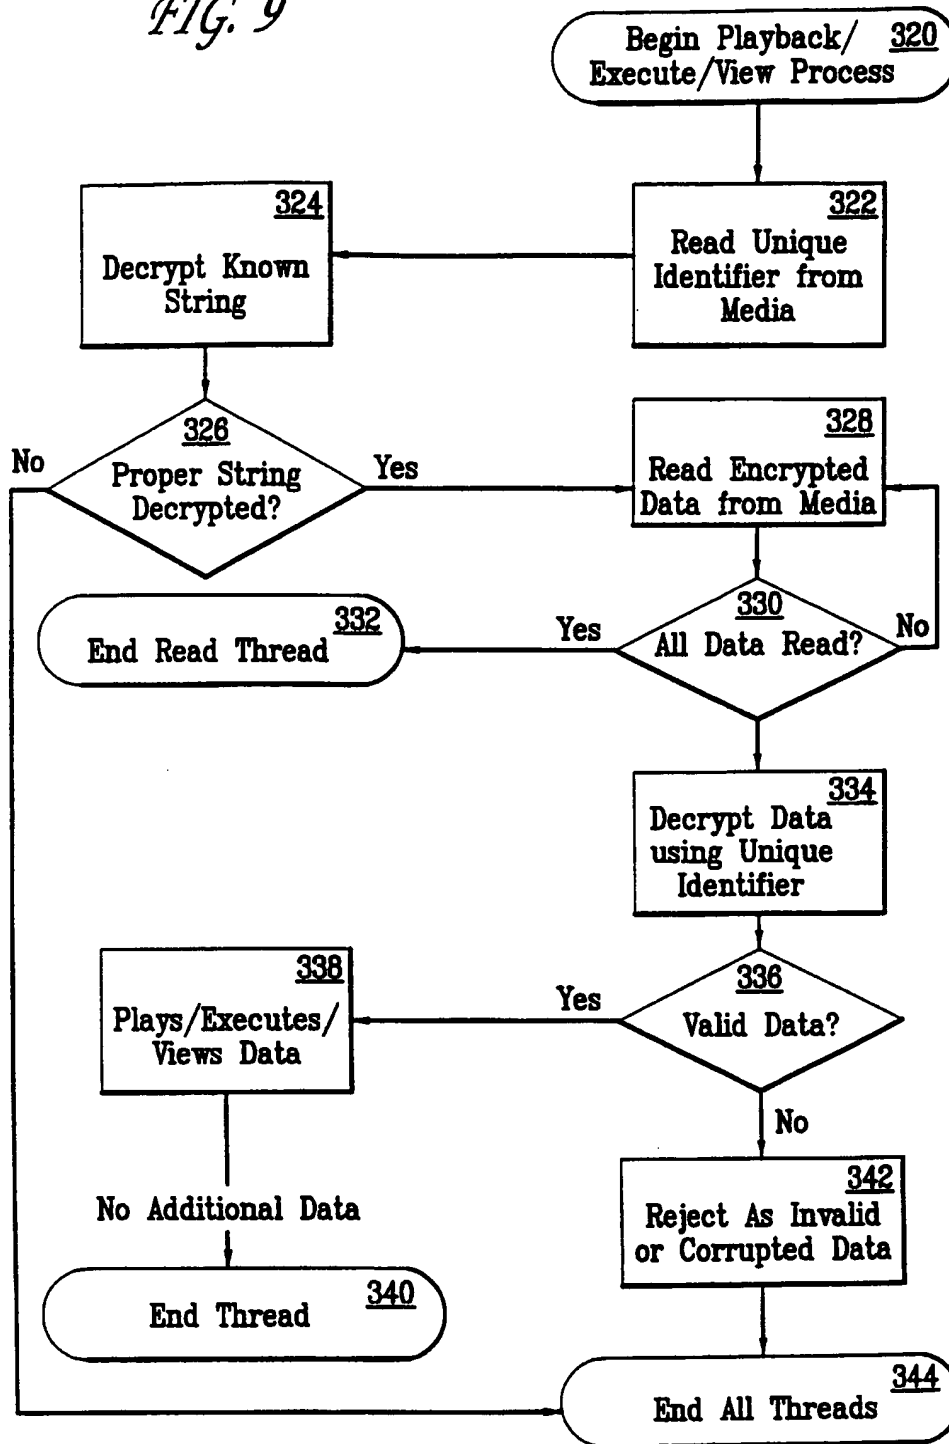 FIG. 9
Begin Playback/ 320
Execute/View Process
324
Decrypt Known
String
322
Read Unique
Identifier from
Media
326
Proper String
Decrypted?
No
Yes
328
Read Encrypted
Data from Media
330
All Data Read?
Yes
No
332
End Read Thread
334
Decrypt Data
using Unique
Identifier
336
Valid Data?
Yes
No
338
Plays/Executes/
Views Data
No Additional Data
340
End Thread
342
Reject As Invalid
or Corrupted Data
344
End All Threads